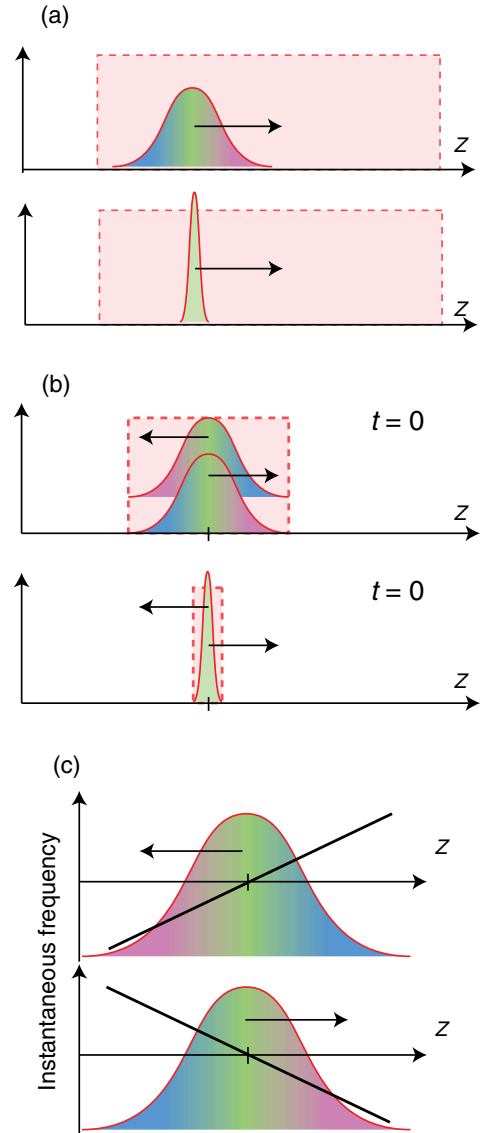 (a)
z
z
(b)
t = 0
z
t = 0
z
(c)
Instantaneous frequency
z
z